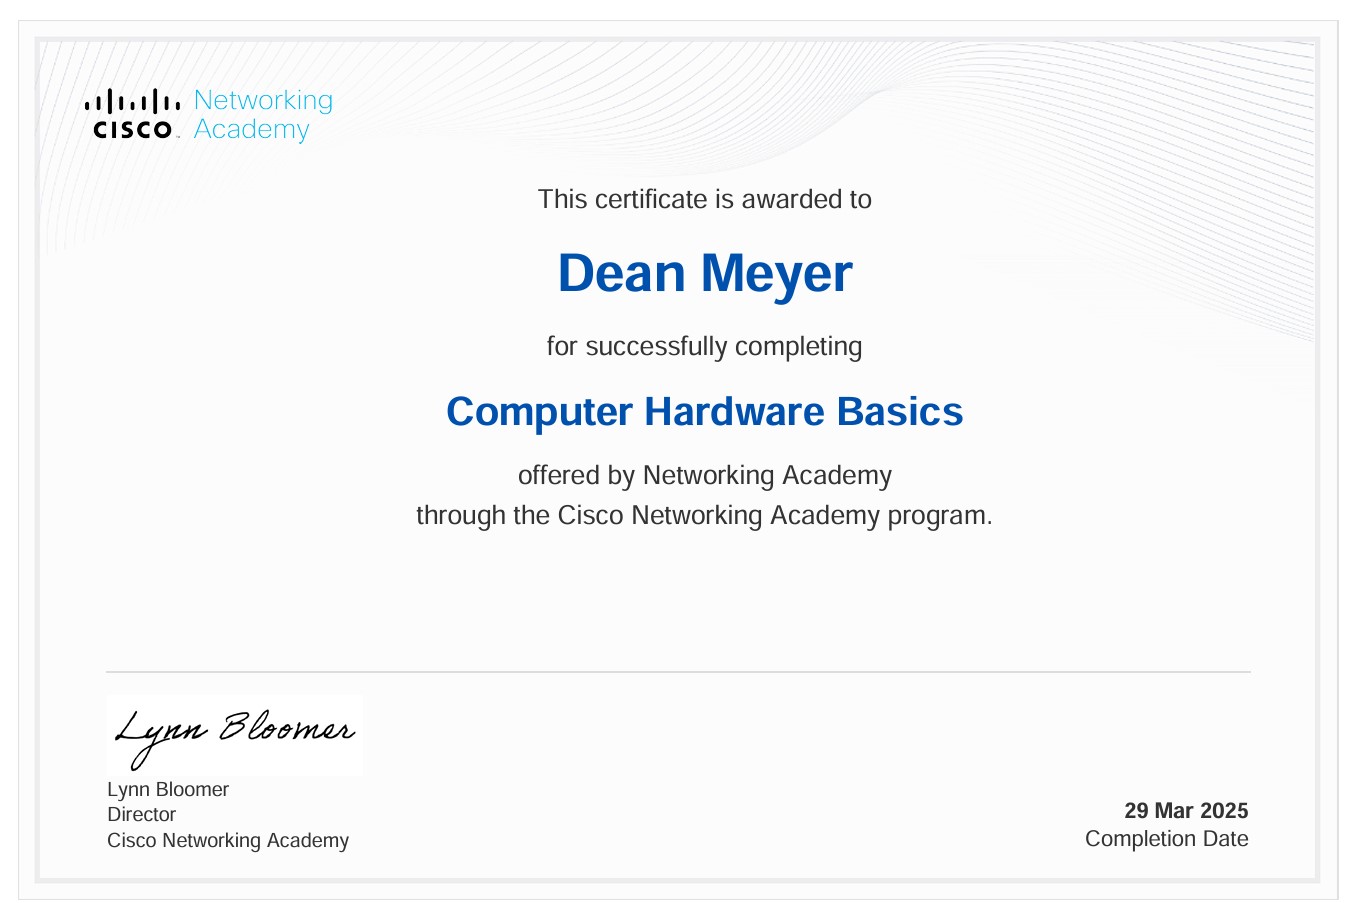 CISCO
Networking
Academy
This certificate is awarded to
Dean Meyer
for successfully completing
Computer Hardware Basics
offered by Networking Academy
through the Cisco Networking Academy program.
Lynn Bloomer
Lynn Bloomer
Director
Cisco Networking Academy
29 Mar 2025
Completion Date